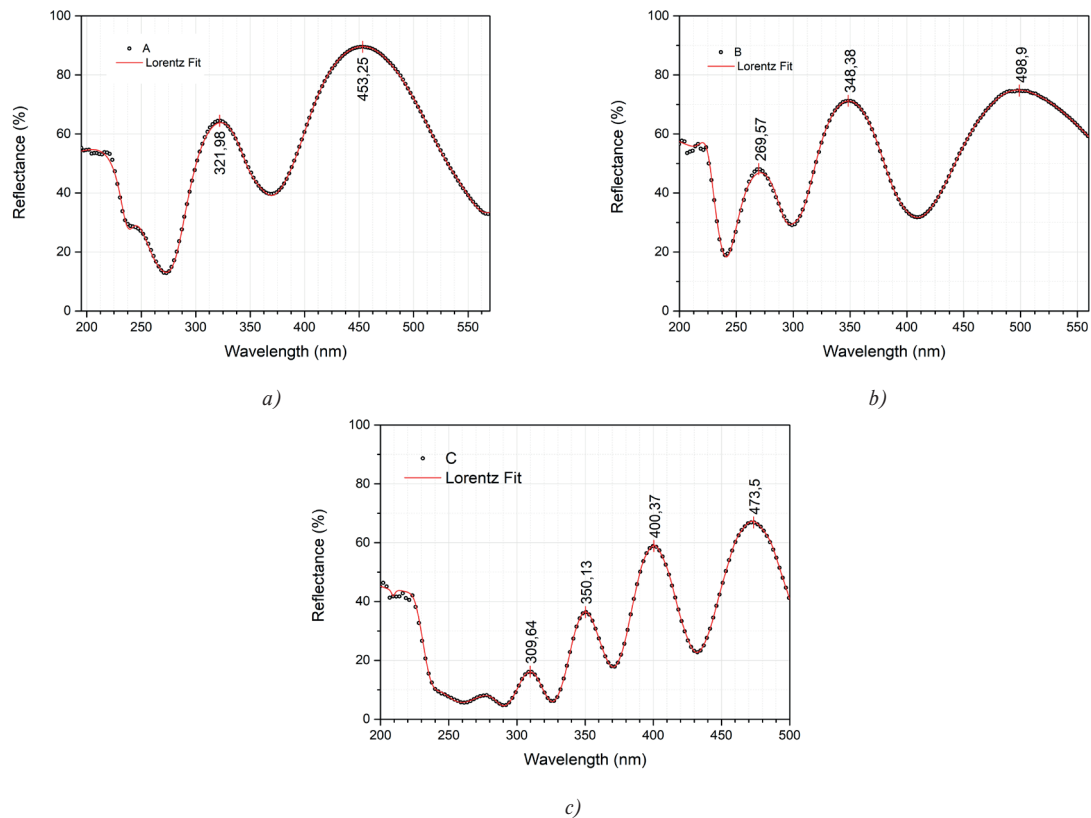 100
80
60
40
20
0
Reflectance (%)
A
Lorentz Fit
321,98
453,25
200 250 300 350 400 450 500 550
Wavelength (nm)
a)
100
80
60
40
20
0
Reflectance (%)
B
Lorentz Fit
269,57
348,38
498,9
200 250 300 350 400 450 500 550
Wavelength (nm)
b)
100
80
60
40
20
0
Reflectance (%)
C
Lorentz Fit
309,64
350,13
400,37
473,5
200 250 300 350 400 450 500
Wavelength (nm)
c)